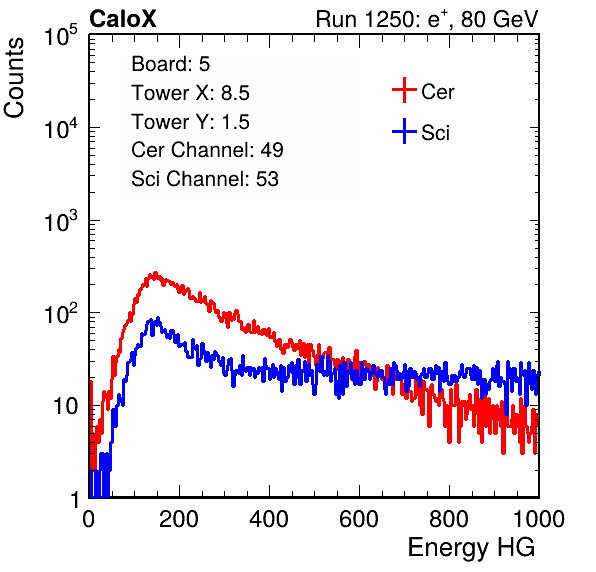 CaloX Run 1250: e⁺, 80 GeV
Counts
Board: 5
Tower X: 8.5
Tower Y: 1.5
Cer Channel: 49
Sci Channel: 53
Cer
Sci
10⁵
10⁴
10³
10²
10
1
0 200 400 600 800 1000
Energy HG